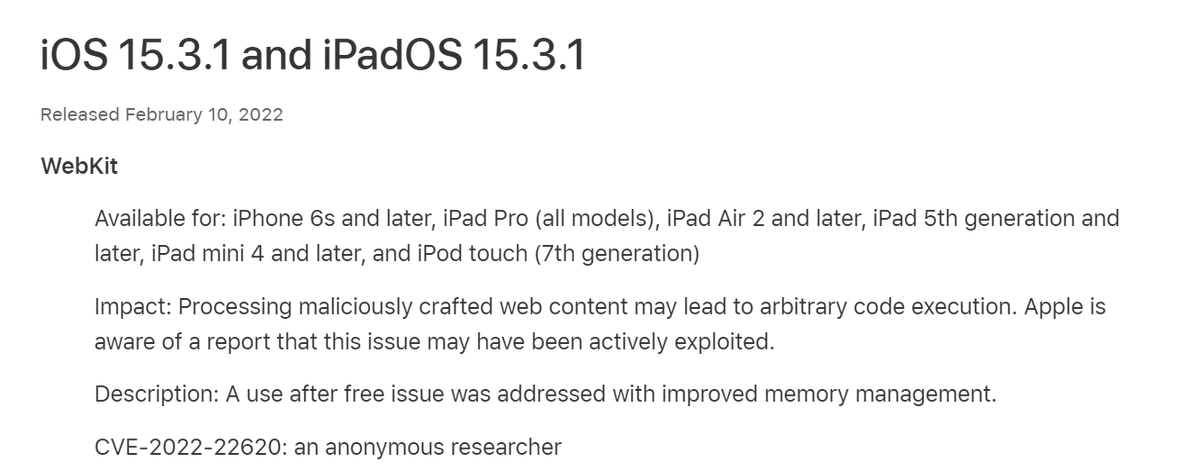 iOS 15.3.1 and iPadOS 15.3.1
Released February 10, 2022
WebKit
Available for: iPhone 6s and later, iPad Pro (all models), iPad Air 2 and later, iPad 5th generation and
later, iPad mini 4 and later, and iPod touch (7th generation)
Impact: Processing maliciously crafted web content may lead to arbitrary code execution. Apple is
aware of a report that this issue may have been actively exploited.
Description: A use after free issue was addressed with improved memory management.
CVE-2022-22620: an anonymous researcher